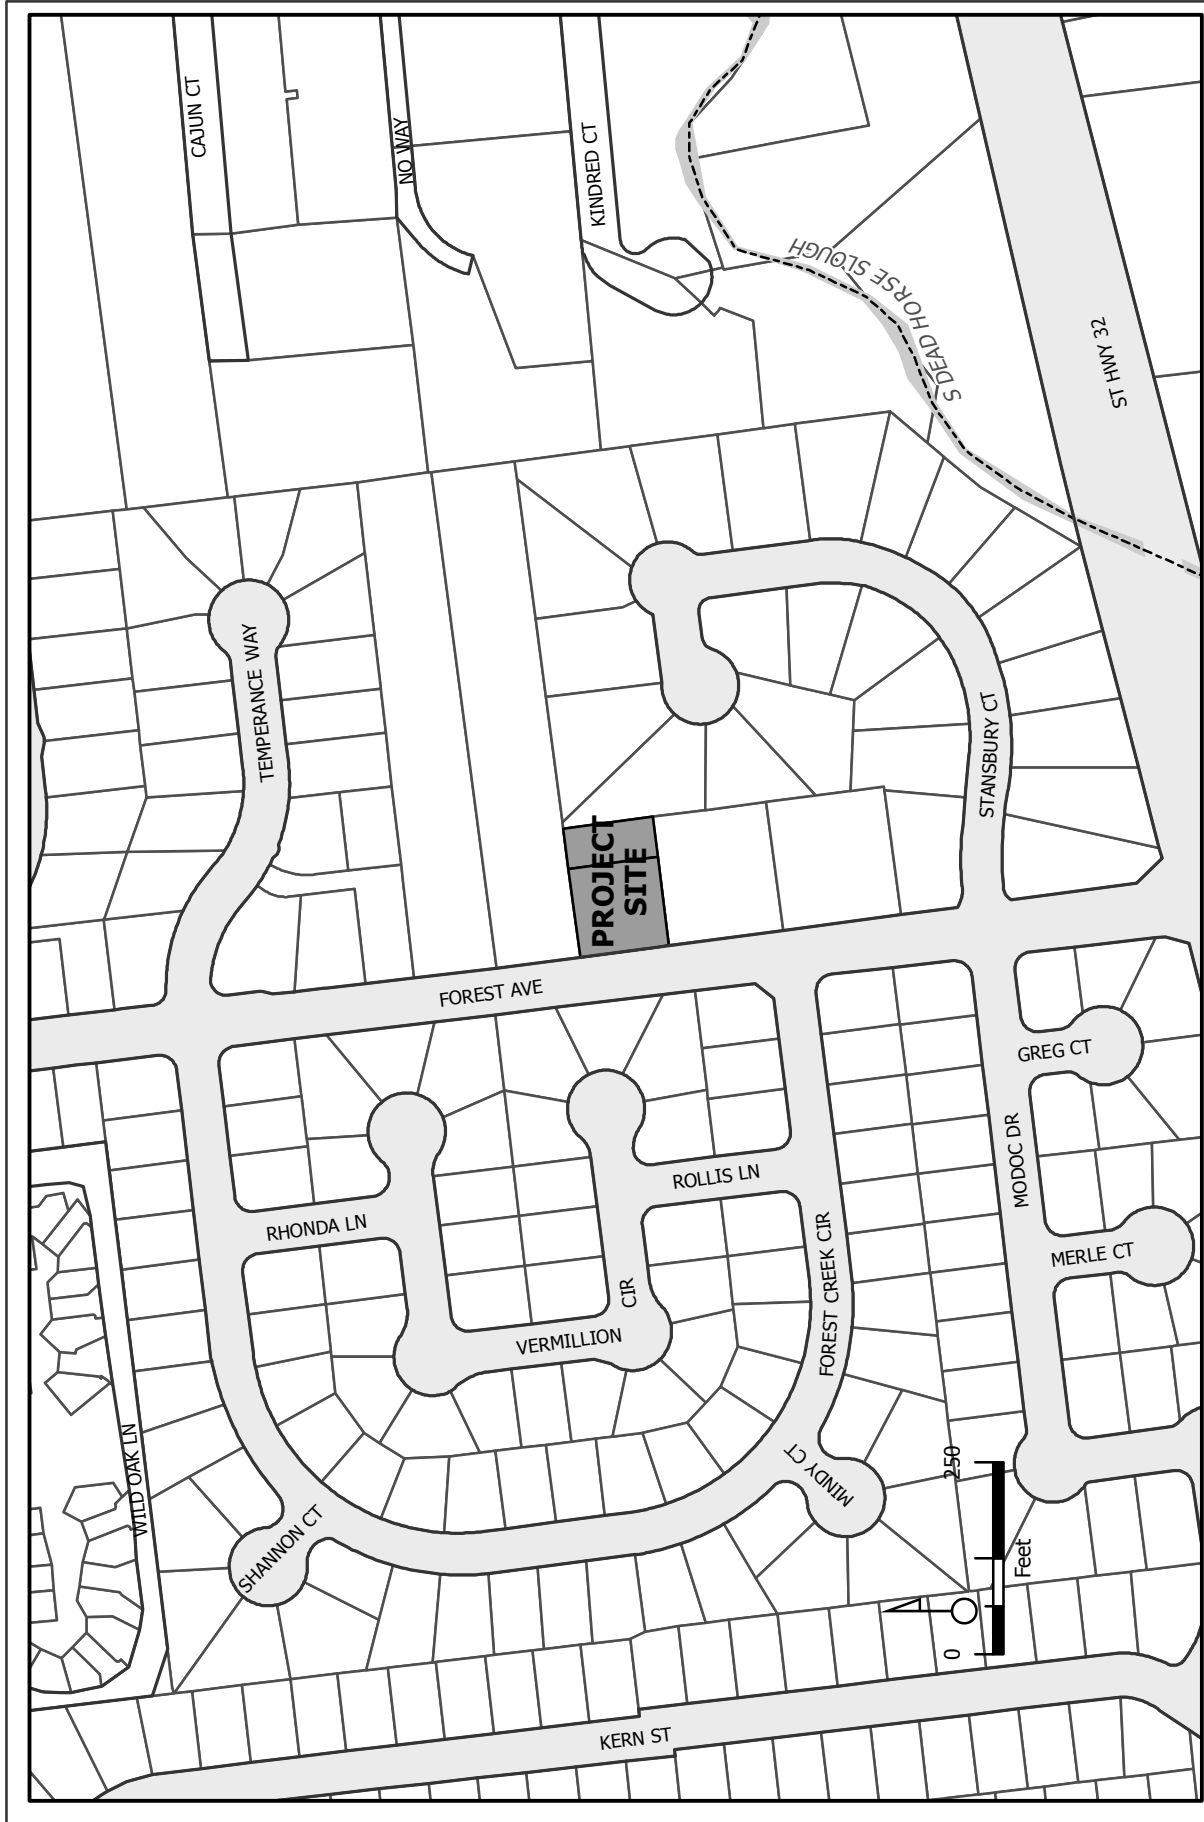 CAJUN CT
NO WAY
KINDRED CT
S DEAD HORSE SLOUGH
ST HWY 32
TEMPERANCE WAY
STANSBURY CT
PROJECT
SITE
FOREST AVE
GREG CT
MODOC DR
ROLLIS LN
RHONDA LN
MERLE CT
FOREST CREEK CIR
CIR
VERMILLION
WILD OAK LN
MINDY CT
SHANNON CT
250
Feet
0
KERN ST